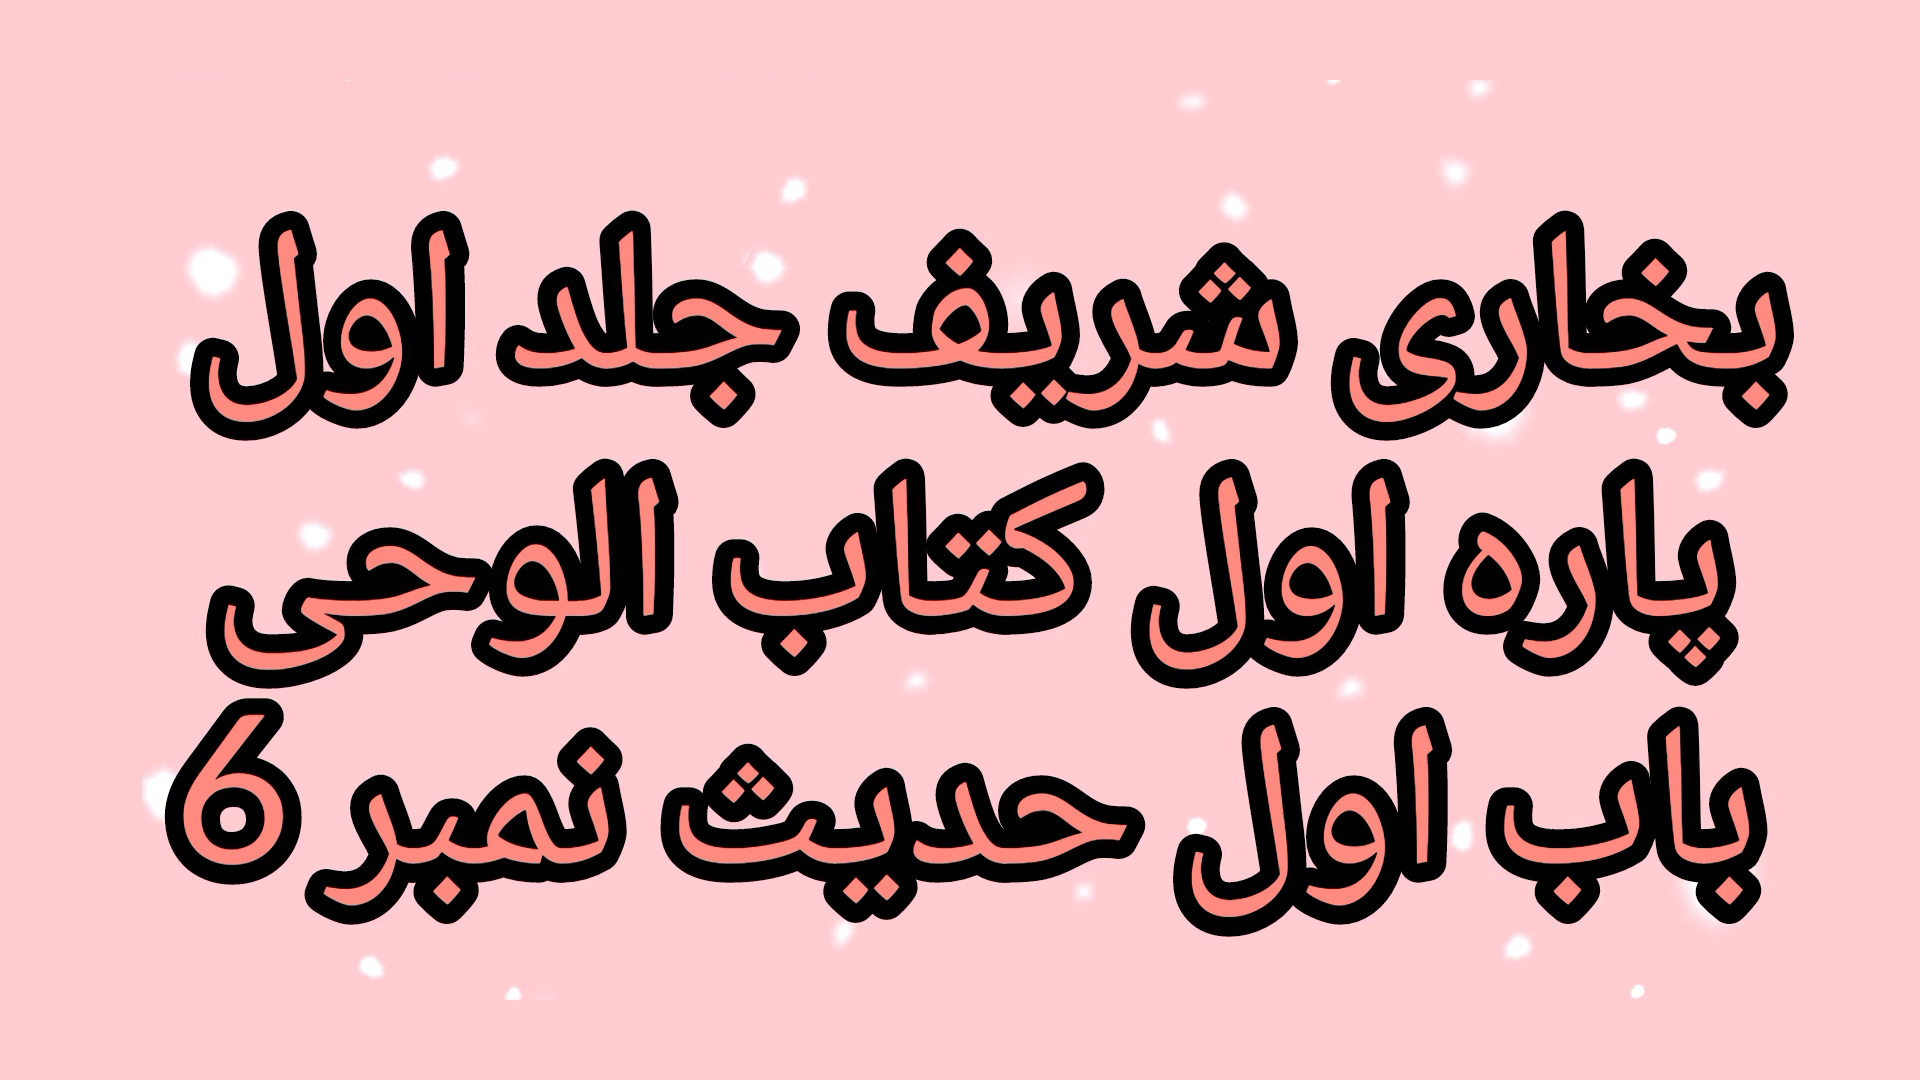 بخاری شریف جلد اول
پارہ اول کتاب الوحی
باب اول حدیث نمبر 6